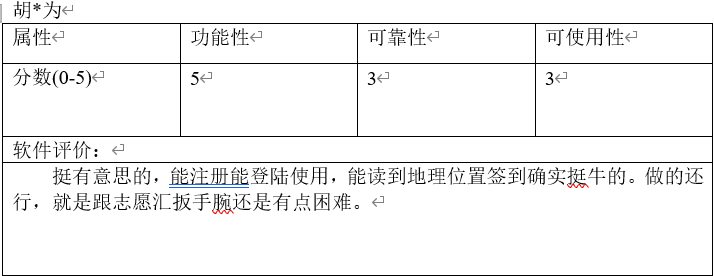 胡*为
属性 功能性 可靠性 可使用性
分数(0-5) 5 3 3
软件评价：
挺有意思的，能注册能登陆使用，能读到地理位置签到确实挺牛的。做的还
行，就是跟志愿汇扳手腕还是有点困难。